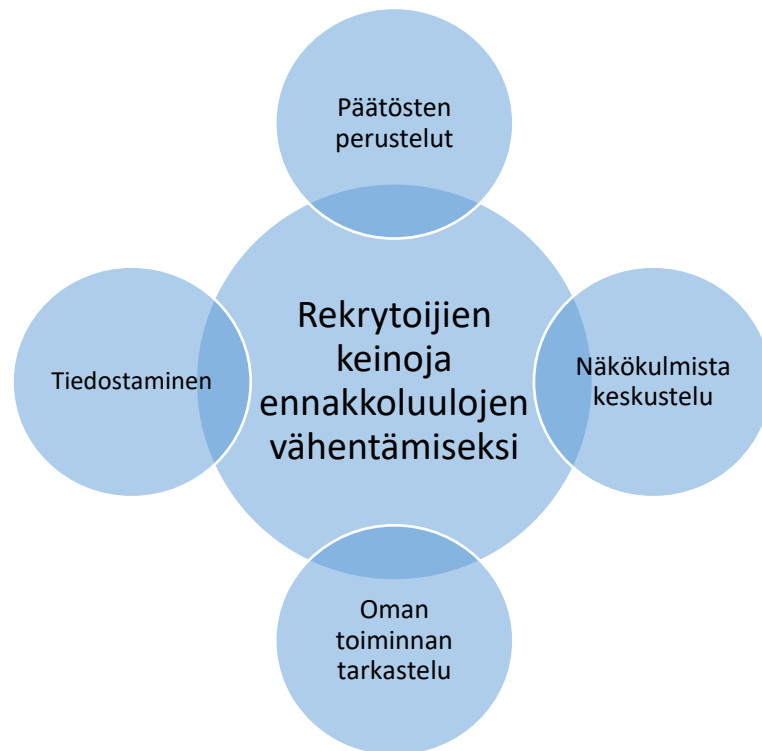 Päätösten
perustelut
Rekrytoijien
keinoja
ennakkoluulojen
vähentämiseksi
Tiedostaminen
Näkökulmista
keskustelu
Oman
toiminnan
tarkastelu